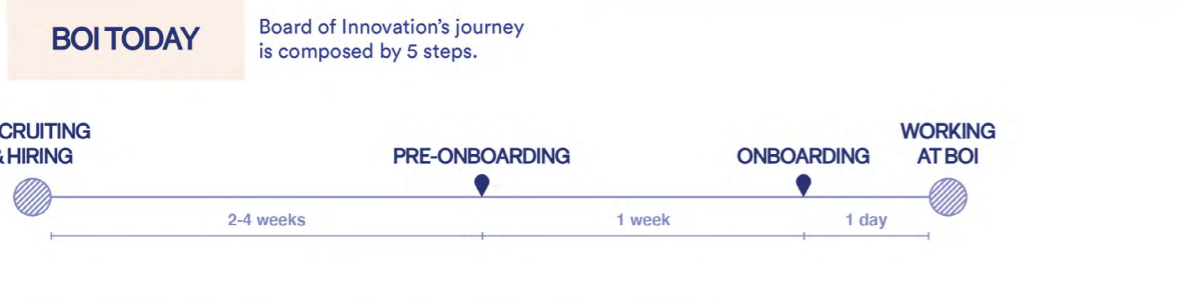 BOI TODAY
Board of Innovation's journey
is composed by 5 steps.
CRUITING
& HIRING
PRE-ONBOARDING
ONBOARDING
WORKING
AT BOI
2-4 weeks
1 week
1 day